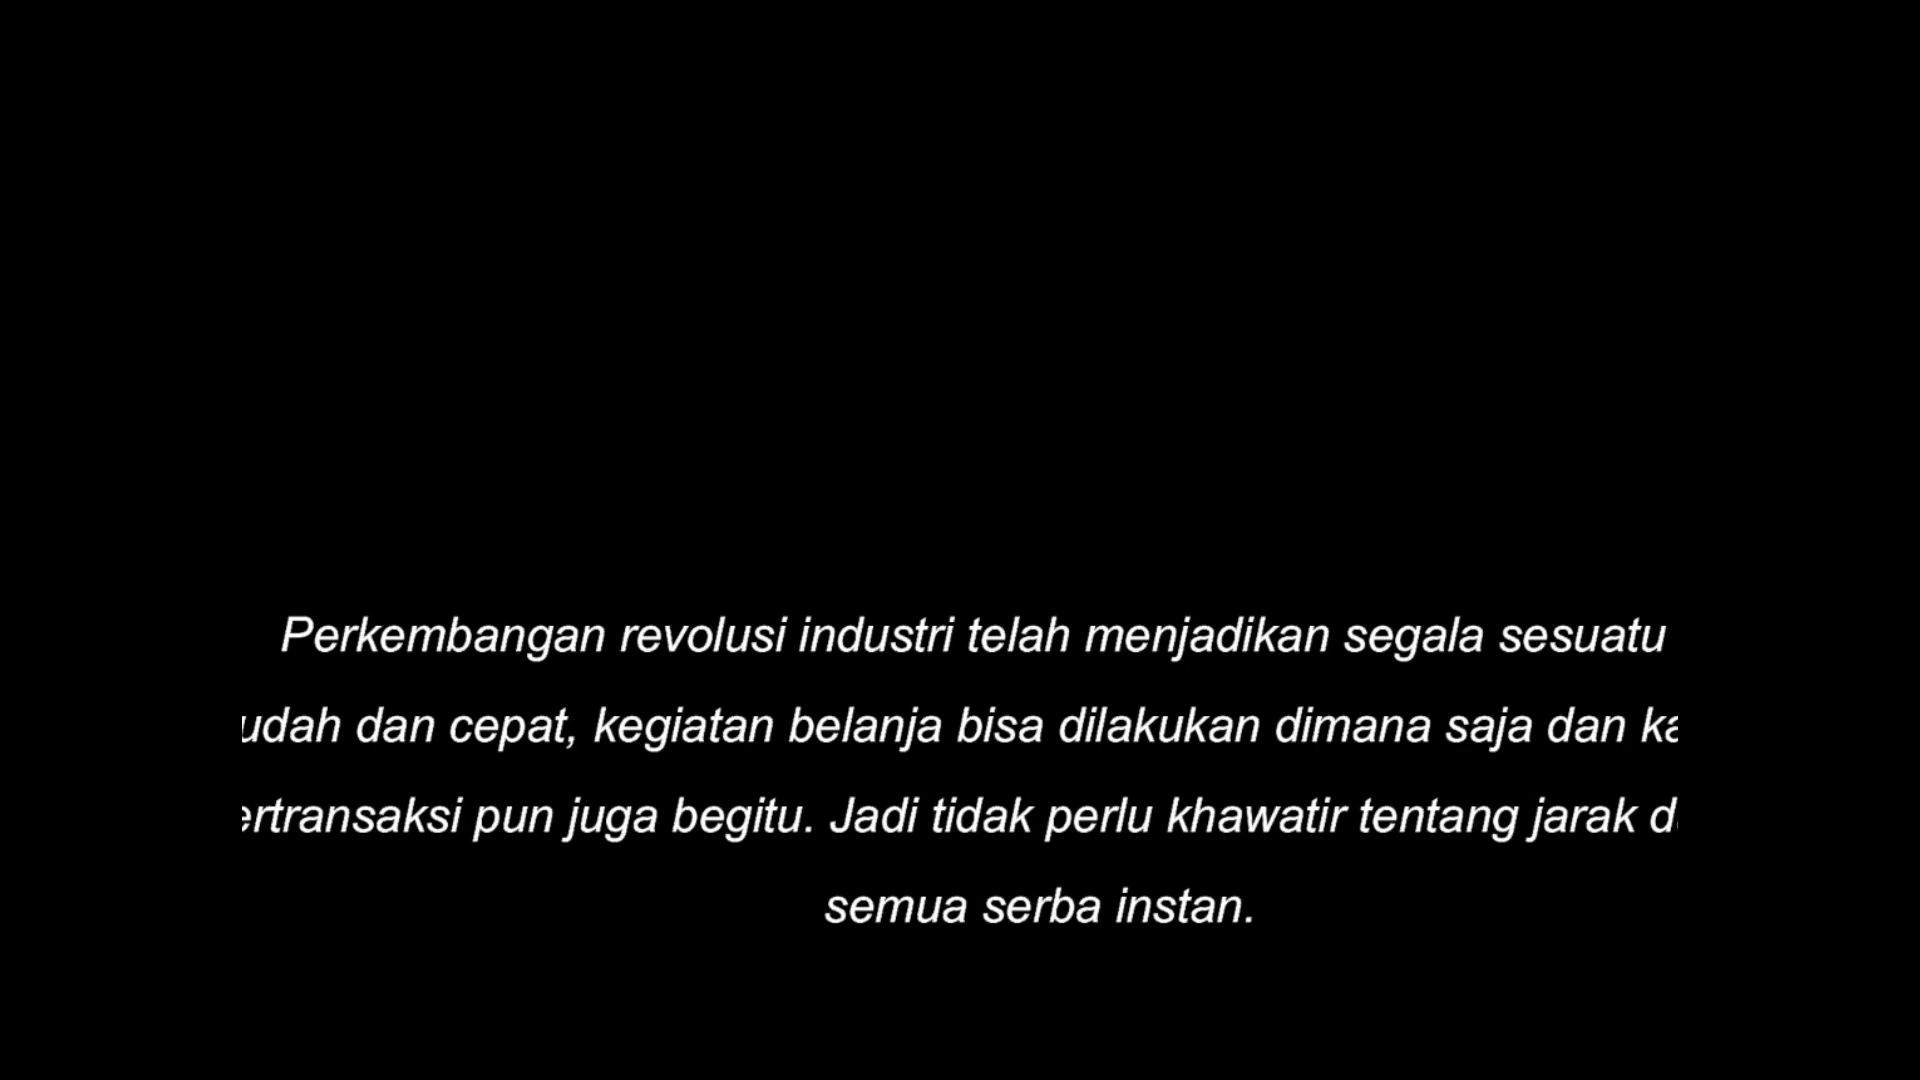 Perkembangan revolusi industri telah menjadikan segala sesuatu
udah dan cepat, kegiatan belanja bisa dilakukan dimana saja dan ka
ertransaksi pun juga begitu. Jadi tidak perlu khawatir tentang jarak d
semua serba instan.